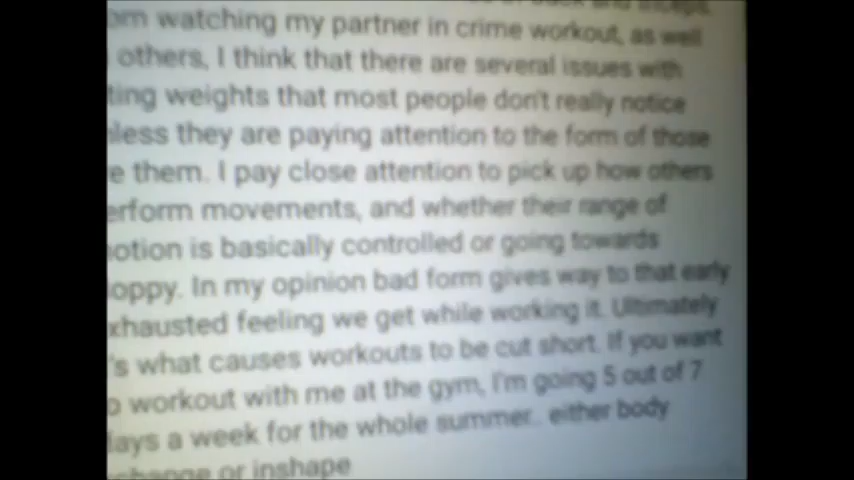 back and triceps.
om watching my partner in crime workout, as well
others, I think that there are several issues with
ting weights that most people don't really notice
less they are paying attention to the form of those
e them. I pay close attention to pick up how others
erform movements, and whether their range of
otion is basically controlled or going towards
oppy. In my opinion bad form gives way to that early
xhausted feeling we get while working it. Ultimately
's what causes workouts to be cut short. If you want
o workout with me at the gym, I'm going 5 out of 7
ays a week for the whole summer.. either body
change or inshape